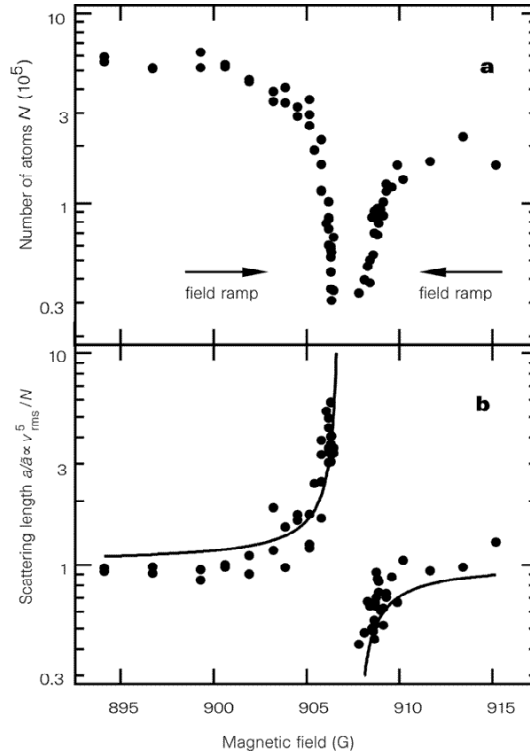 10
a
3
1
0.3
Number of atoms N (10⁵)
field ramp
field ramp
10
b
3
1
0.3
Scattering length a/ã ∝ v⁵rms / N
895 900 905 910 915
Magnetic field (G)